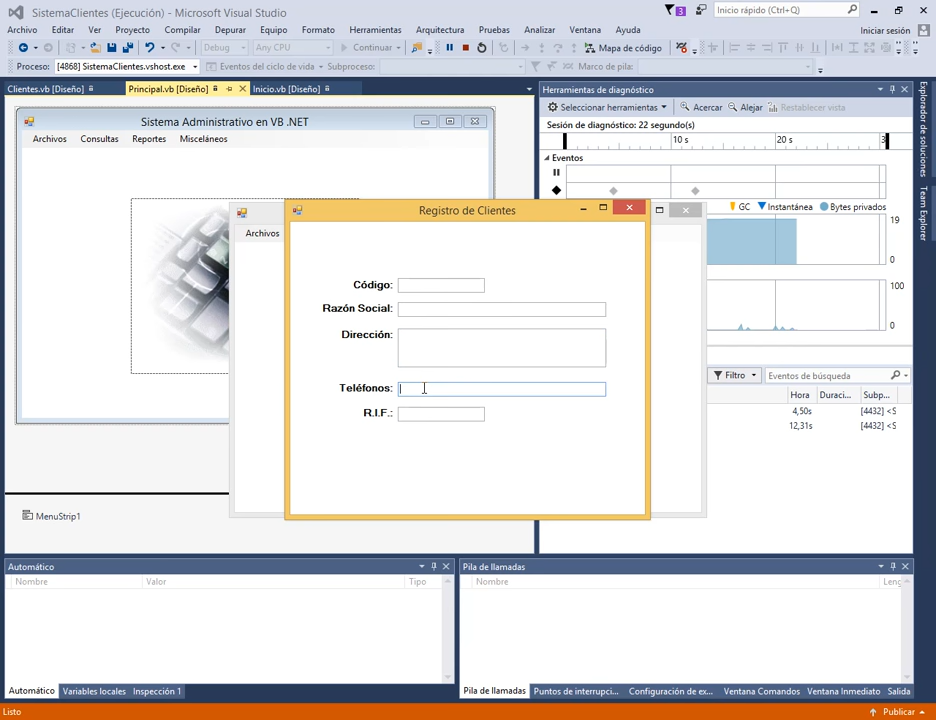 SistemaClientes (Ejecución) - Microsoft Visual Studio
3
Inicio rápido (Ctrl+Q)
Archivo Editar Ver Proyecto Compilar Depurar Equipo Formato Herramientas Arquitectura Pruebas Analizar Ventana Ayuda Iniciar sesión
Debug Any CPU Continuar Mapa de código
Proceso: [4868] SistemaClientes.vshost.exe Eventos del ciclo de vida Subproceso: Marco de pila:
Clientes.vb [Diseño] Principal.vb [Diseño] Inicio.vb [Diseño]
Herramientas de diagnóstico
Explorador de soluciones
Team Explorer
Seleccionar herramientas Acercar Alejar Restablecer vista
Sesión de diagnóstico: 22 segundo(s)
10 s 20 s 3
Eventos
GC Instantánea Bytes privados
19
0
100
0
Filtro Eventos de búsqueda
Hora Duraci... Subp...
4,50s [4432] < S
12,31s [4432] < S
Sistema Administrativo en VB .NET
Archivos Consultas Reportes Misceláneos
Archivos
Registro de Clientes
Código:
Razón Social:
Dirección:
Teléfonos:
R.I.F.:
MenuStrip1
Automático
Nombre Valor Tipo
Pila de llamadas
Nombre Leng
Automático Variables locales Inspección 1
Pila de llamadas Puntos de interrupci... Configuración de ex... Ventana Comandos Ventana Inmediato Salida
Listo
Publicar